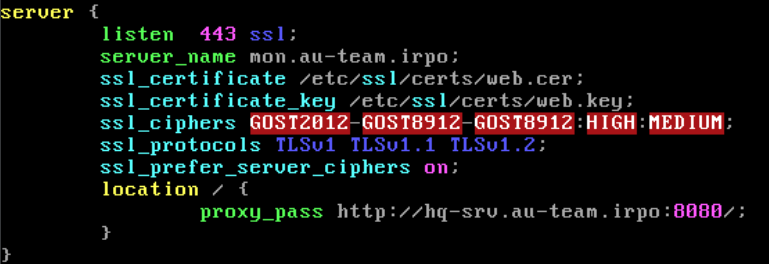 server {
listen  443 ssl;
server_name mon.au-team.irpo;
ssl_certificate /etc/ssl/certs/web.cer;
ssl_certificate_key /etc/ssl/certs/web.key;
ssl_ciphers GOST2012-GOST8912-GOST8912:HIGH:MEDIUM;
ssl_protocols TLSv1 TLSv1.1 TLSv1.2;
ssl_prefer_server_ciphers on;
location / {
proxy_pass http://hq-srv.au-team.irpo:8080/;
}
}